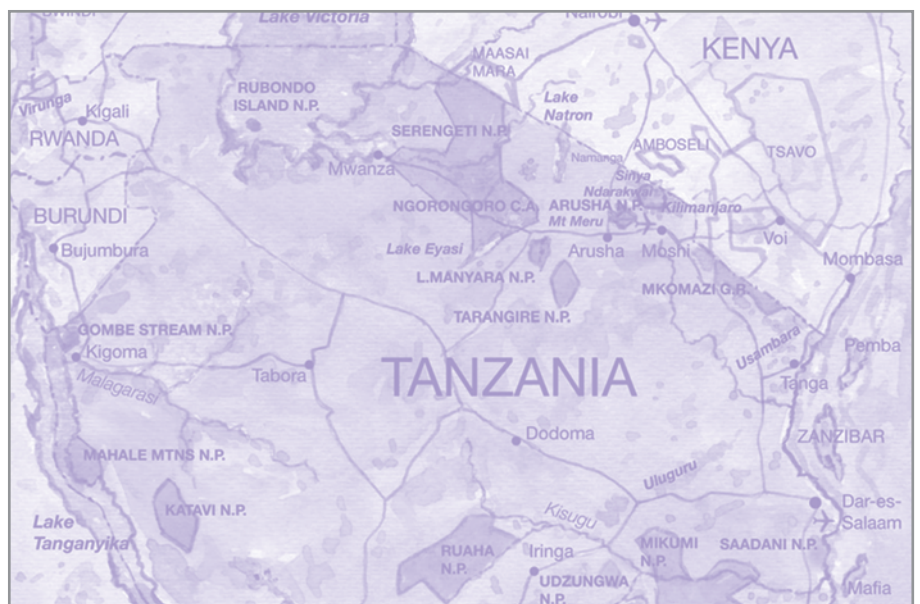 BWINDI
Lake Victoria
Nairobi
KENYA
MAASAI
MARA
Virunga
Kigali
RWANDA
RUBONDO
ISLAND N.P.
Lake
Natron
SERENGETI N.P.
AMBOSELI
TSAVO
Namanga
Mwanza
Sinya
Ndarakwai
NGORONGORO C.A.
ARUSHA N.P.
Kilimanjaro
Mt Meru
BURUNDI
Bujumbura
Lake Eyasi
Arusha
Moshi
Voi
Mombasa
L.MANYARA N.P.
MKOMAZI G.R.
TARANGIRE N.P.
GOMBE STREAM N.P.
Kigoma
Usambara
Pemba
Malagarasi
Tabora
TANZANIA
Tanga
Dodoma
ZANZIBAR
MAHALE MTNS N.P.
Uluguru
KATAVI N.P.
Dar-es-
Salaam
Kisugu
Lake
Tanganyika
RUAHA
N.P.
Iringa
MIKUMI
N.P.
SAADANI N.P.
UDZUNGWA
N.P.
Mafia